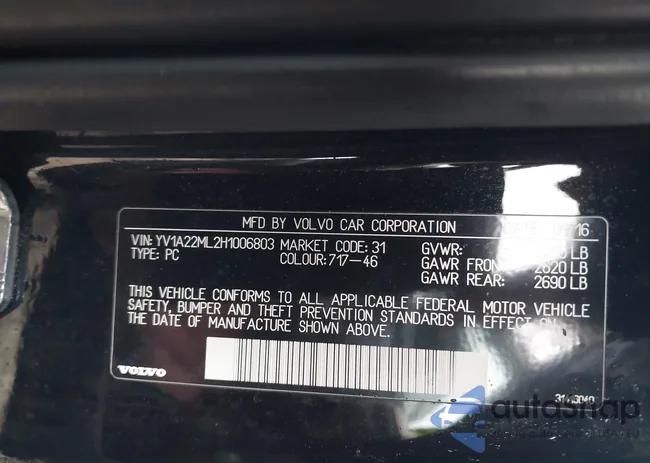 MFD BY VOLVO CAR CORPORATION DATE
VIN: YV1A22ML2H1006803 MARKET CODE: 31 GVWR: LB
TYPE: PC COLOUR: 717-46 GAWR FRONT: 2820 LB
GAWR REAR: 2690 LB
THIS VEHICLE CONFORMS TO ALL APPLICABLE FEDERAL MOTOR VEHICLE
SAFETY, BUMPER AND THEFT PREVENTION STANDARDS IN EFFECT ON
THE DATE OF MANUFACTURE SHOWN ABOVE.
VOLVO
autoSnap